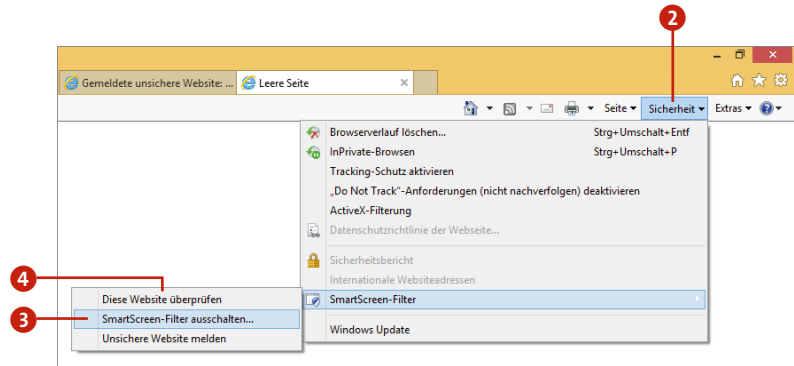 2
Gemeldete unsichere Website: ...
Leere Seite
Seite
Sicherheit
Extras
Browserverlauf löschen... Strg+Umschalt+Entf
InPrivate-Browsen Strg+Umschalt+P
Tracking-Schutz aktivieren
„Do Not Track"-Anforderungen (nicht nachverfolgen) deaktivieren
ActiveX-Filterung
Datenschutzrichtlinie der Webseite...
Sicherheitsbericht
Internationale Websiteadressen
SmartScreen-Filter
Windows Update
4
Diese Website überprüfen
3
SmartScreen-Filter ausschalten...
Unsichere Website melden